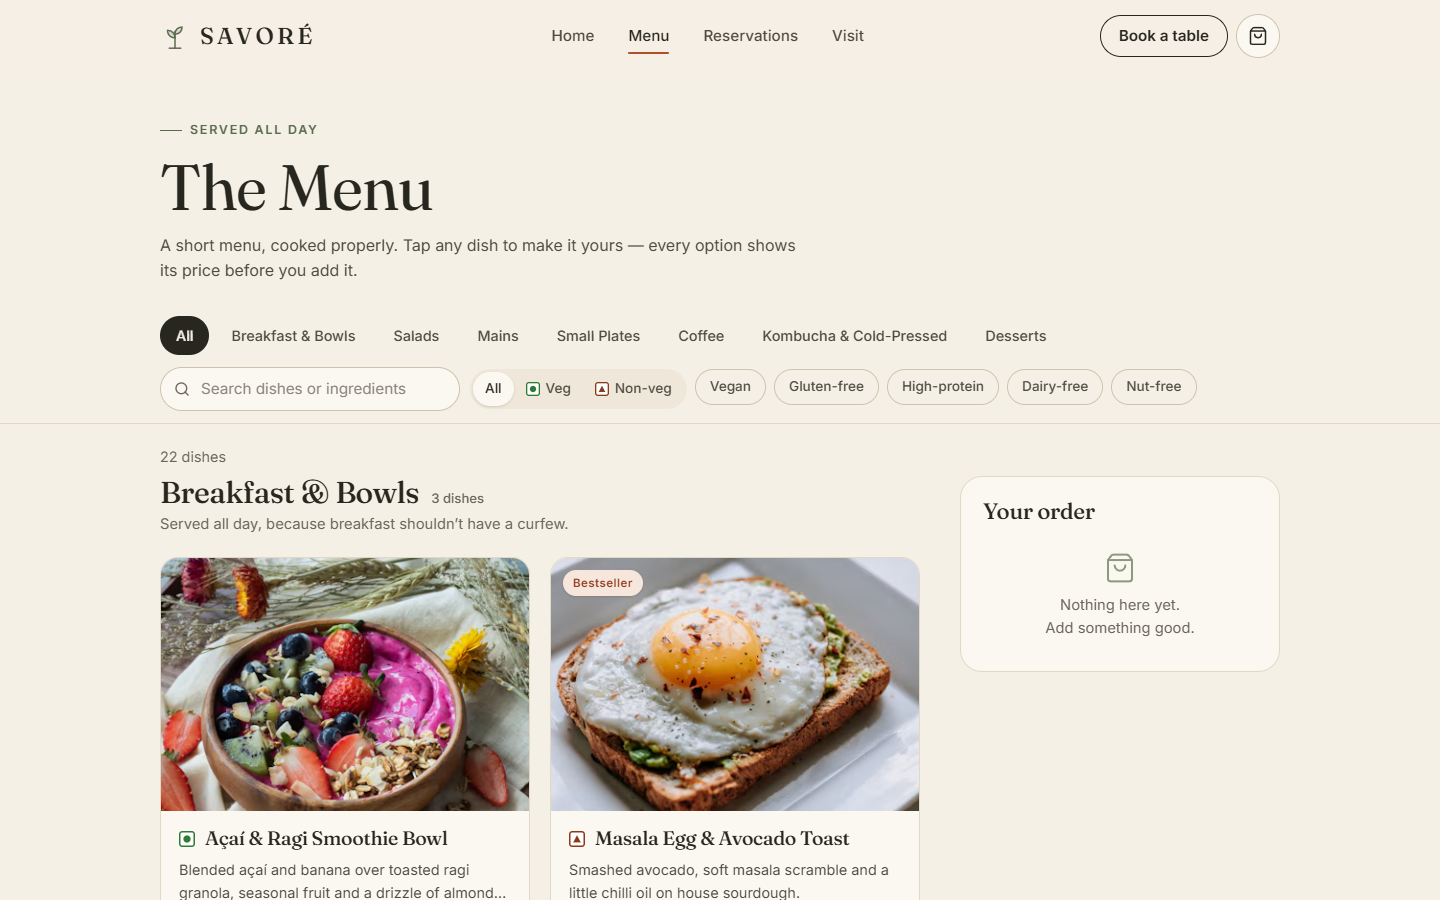 SAVORÉ
Home
Menu
Reservations
Visit
Book a table
SERVED ALL DAY
The Menu
A short menu, cooked properly. Tap any dish to make it yours — every option shows
its price before you add it.
All
Breakfast & Bowls
Salads
Mains
Small Plates
Coffee
Kombucha & Cold-Pressed
Desserts
Search dishes or ingredients
All
Veg
Non-veg
Vegan
Gluten-free
High-protein
Dairy-free
Nut-free
22 dishes
Breakfast & Bowls 3 dishes
Served all day, because breakfast shouldn’t have a curfew.
Bestseller
Açaí & Ragi Smoothie Bowl
Blended açaí and banana over toasted ragi
granola, seasonal fruit and a drizzle of almond…
Masala Egg & Avocado Toast
Smashed avocado, soft masala scramble and a
little chilli oil on house sourdough.
Your order
Nothing here yet.
Add something good.